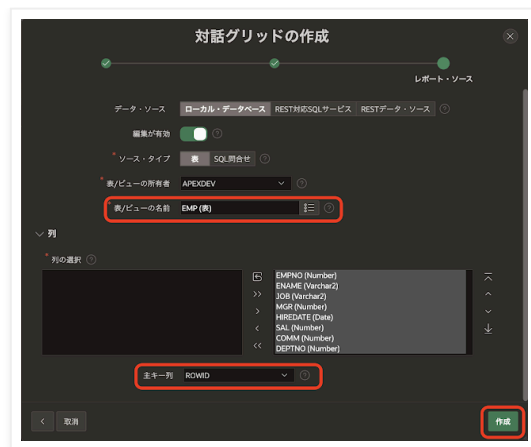 対話グリッドの作成
レポート・ソース
データ・ソース ローカル・データベース REST対応SQLサービス RESTデータ・ソース
編集が有効
* ソース・タイプ 表 SQL問合せ
* 表/ビューの所有者 APEXDEV
* 表/ビューの名前 EMP (表)
列
* 列の選択
EMPNO (Number)
ENAME (Varchar2)
JOB (Varchar2)
MGR (Number)
HIREDATE (Date)
SAL (Number)
COMM (Number)
DEPTNO (Number)
主キー列 ROWID
取消 作成